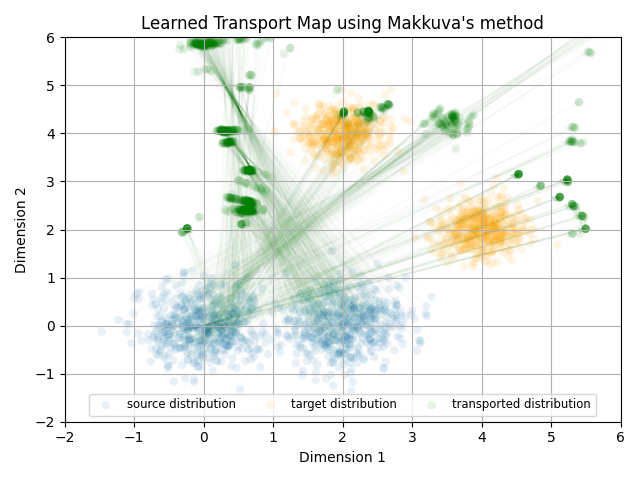 Learned Transport Map using Makkuva's method
6
5
4
3
2
1
0
−1
−2
Dimension 2
source distribution target distribution transported distribution
−2 −1 0 1 2 3 4 5 6
Dimension 1